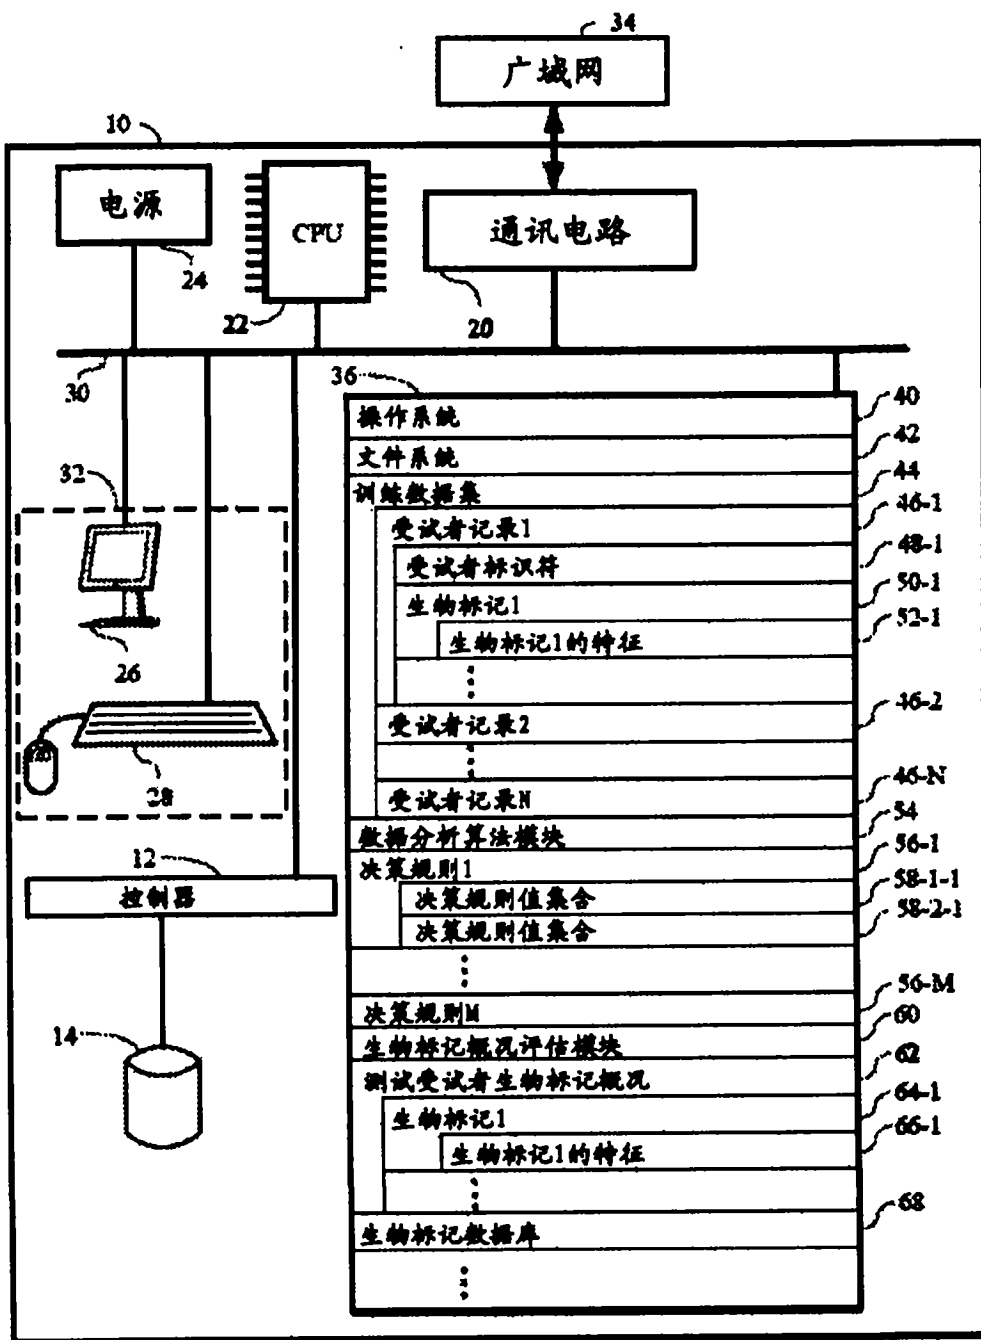 34
广域网
10
电源
24
CPU
22
通讯电路
20
30
36
操作系统
40
文件系统
42
训练数据集
44
受试者记录1
46-1
受试者标识符
48-1
生物标记1
50-1
生物标记1的特征
52-1
受试者记录2
46-2
受试者记录N
46-N
数据分析算法模块
54
决策规则1
56-1
决策规则值集合
58-1-1
决策规则值集合
58-2-1
决策规则M
56-M
生物标记概况评估模块
60
测试受试者生物标记概况
62
生物标记1
64-1
生物标记1的特征
66-1
生物标记数据库
68
32
26
28
12
控制器
14